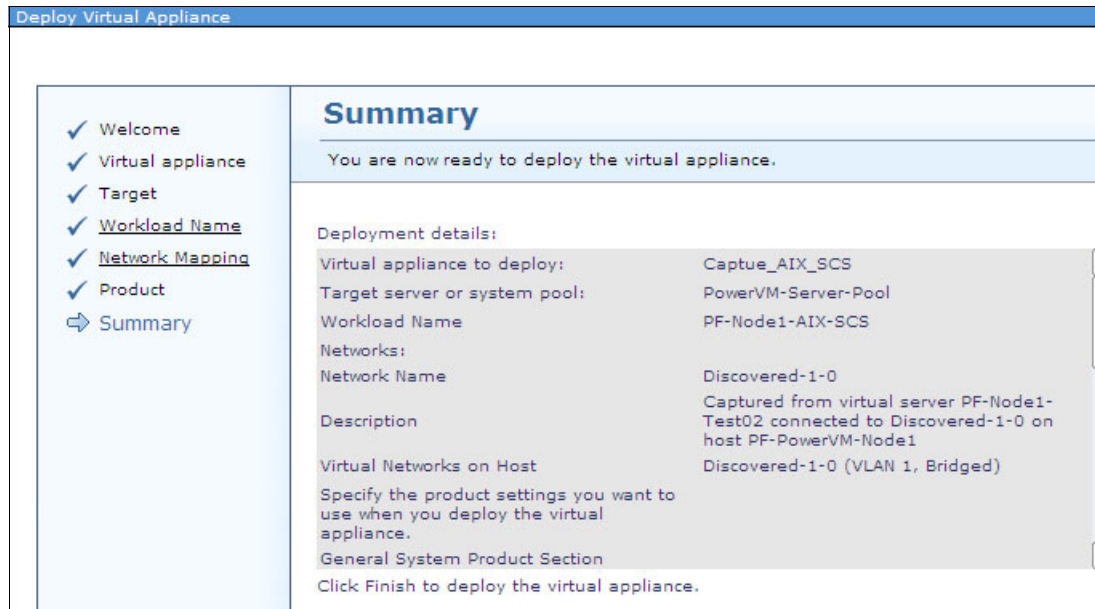 Deploy Virtual Appliance
Welcome
Virtual appliance
Target
Workload Name
Network Mapping
Product
Summary
Summary
You are now ready to deploy the virtual appliance.
Deployment details:
Virtual appliance to deploy: Captue_AIX_SCS
Target server or system pool: PowerVM-Server-Pool
Workload Name PF-Node1-AIX-SCS
Networks:
Network Name Discovered-1-0
Description
Captured from virtual server PF-Node1-
Test02 connected to Discovered-1-0 on
host PF-PowerVM-Node1
Virtual Networks on Host Discovered-1-0 (VLAN 1, Bridged)
Specify the product settings you want to
use when you deploy the virtual
appliance.
General System Product Section
Click Finish to deploy the virtual appliance.